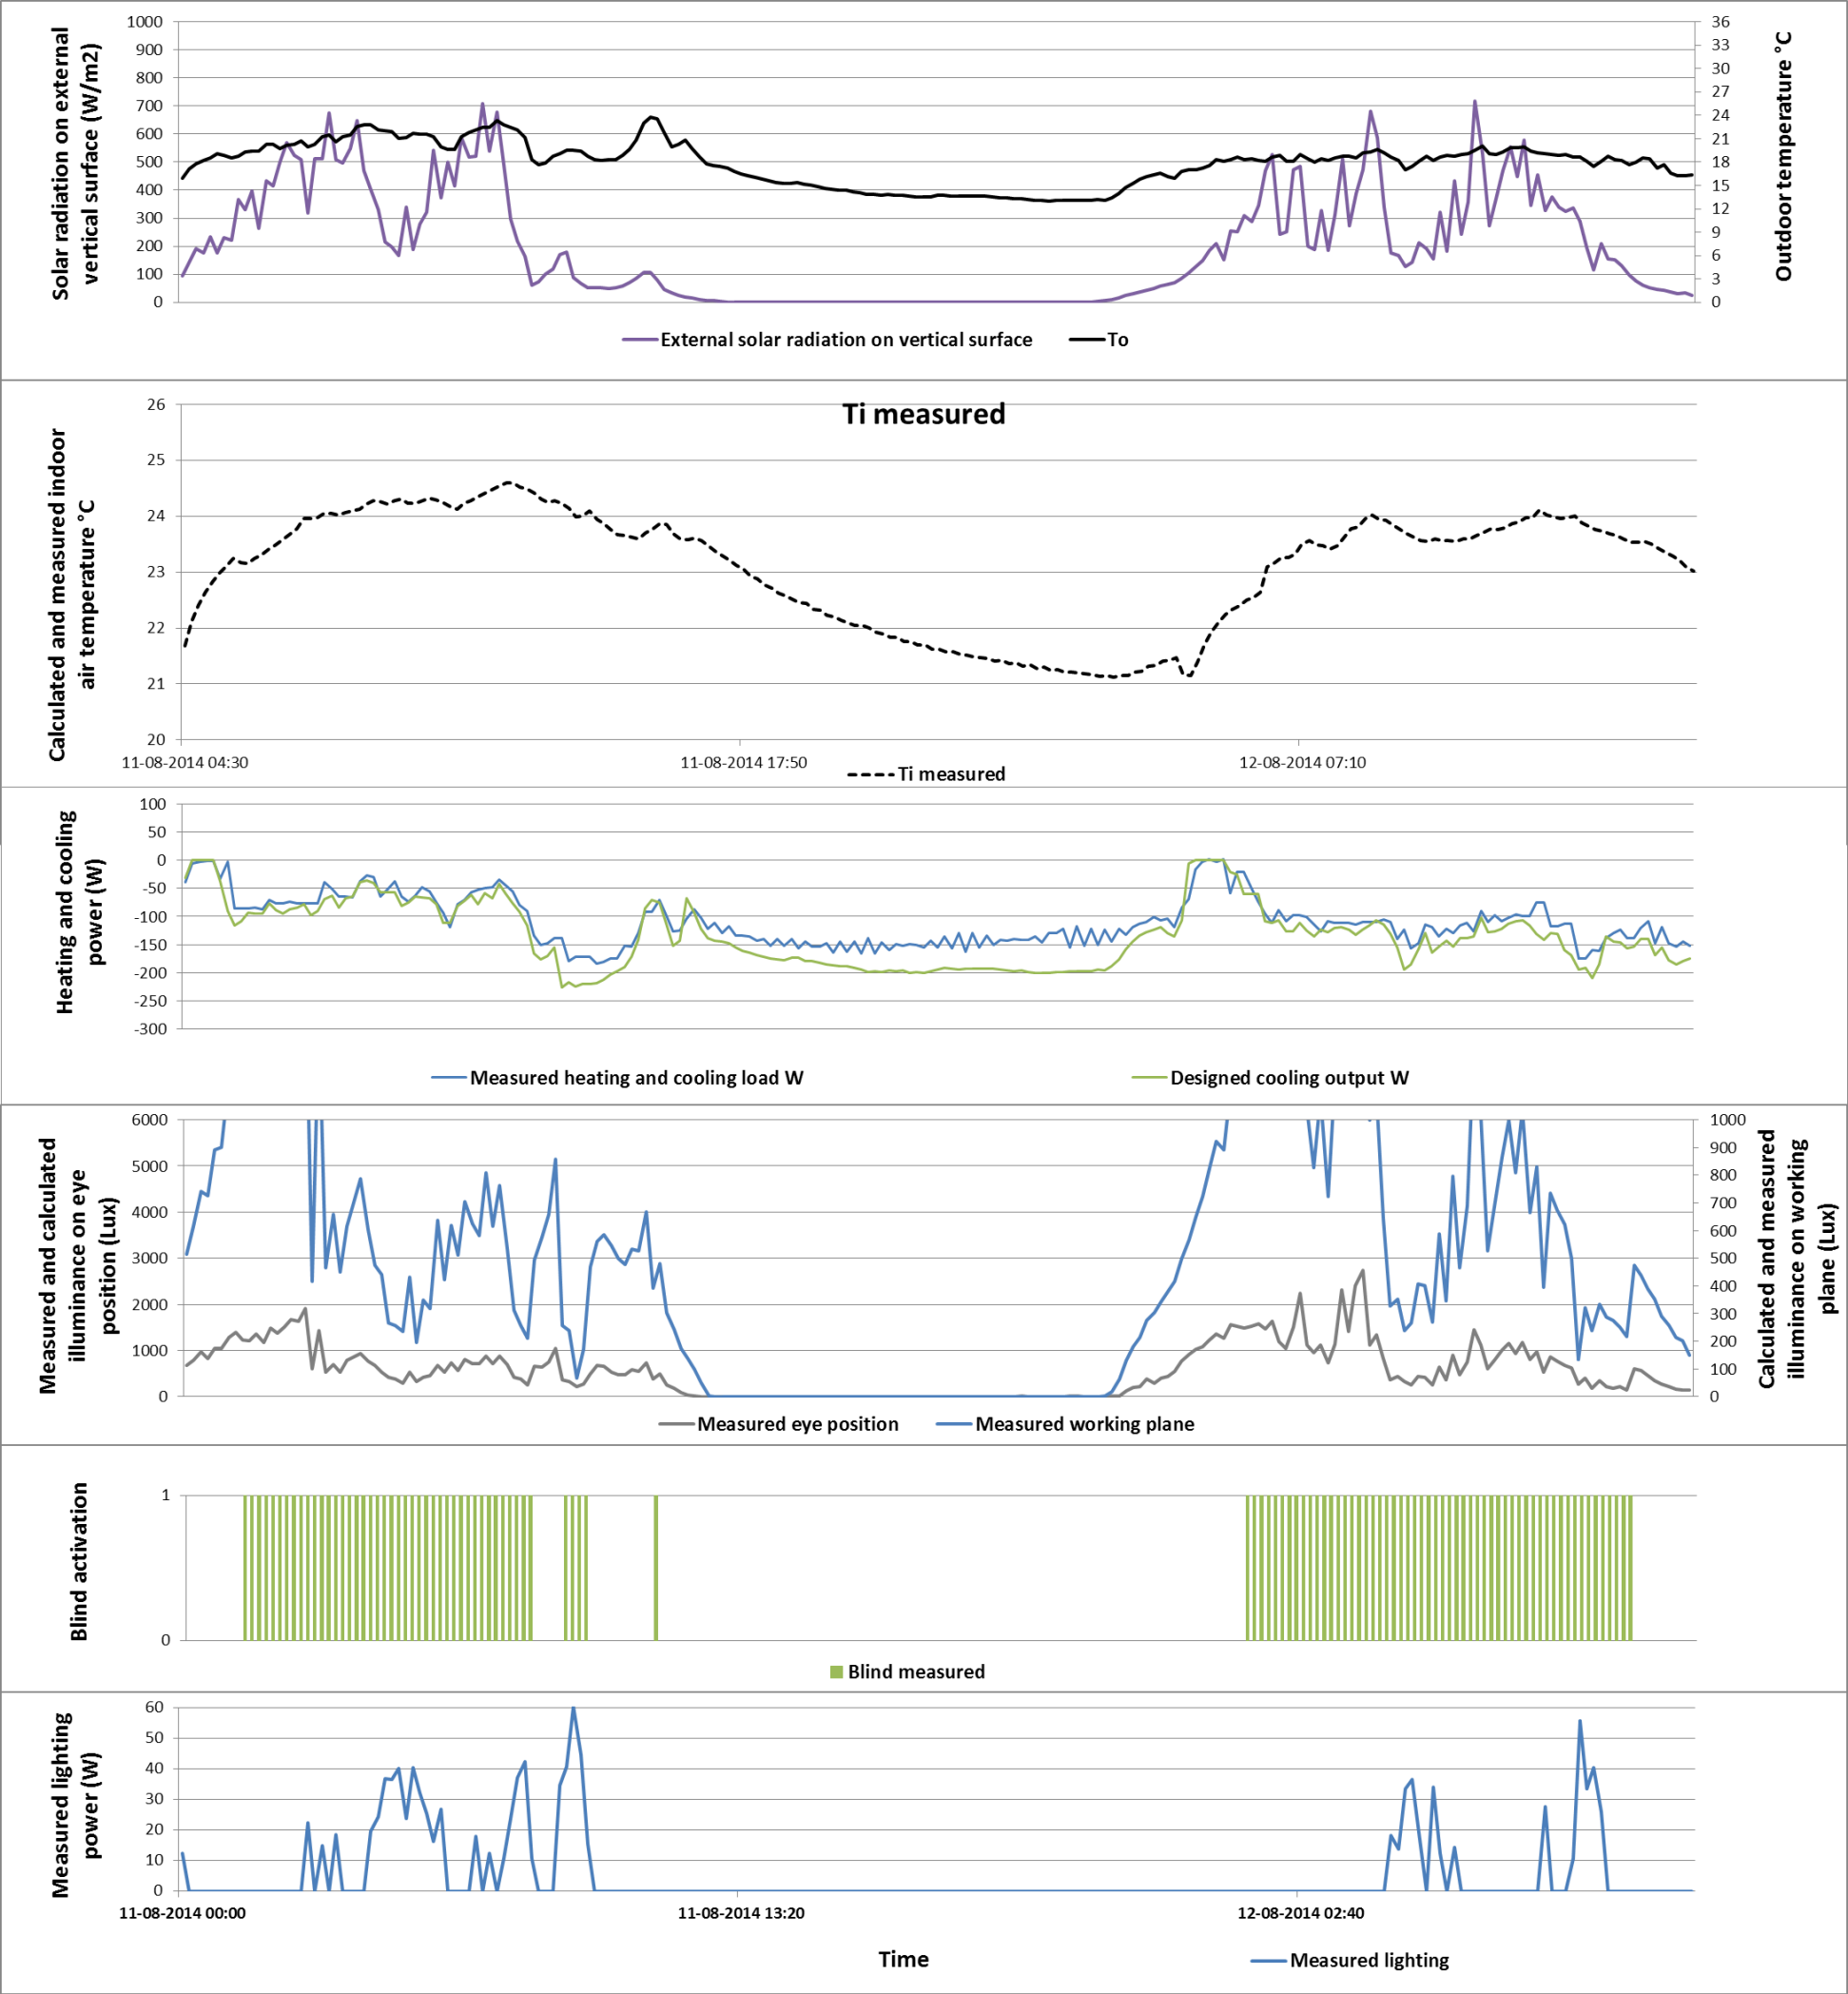 Solar radiation on external
vertical surface (W/m2)
1000
900
800
700
600
500
400
300
200
100
0
36
33
30
27
24
21
18
15
12
9
6
3
0
Outdoor temperature °C
External solar radiation on vertical surface
To
Calculated and measured indoor
air temperature °C
Ti measured
26
25
24
23
22
21
20
11-08-2014 04:30
11-08-2014 17:50
12-08-2014 07:10
Ti measured
Heating and cooling
power (W)
100
50
0
-50
-100
-150
-200
-250
-300
Measured heating and cooling load W
Designed cooling output W
Measured and calculated
illuminance on eye
position (Lux)
6000
5000
4000
3000
2000
1000
0
1000
900
800
700
600
500
400
300
200
100
0
Calculated and measured
illuminance on working
plane (Lux)
Measured eye position
Measured working plane
Blind activation
1
0
Blind measured
Measured lighting
power (W)
60
50
40
30
20
10
0
11-08-2014 00:00
11-08-2014 13:20
12-08-2014 02:40
Time
Measured lighting